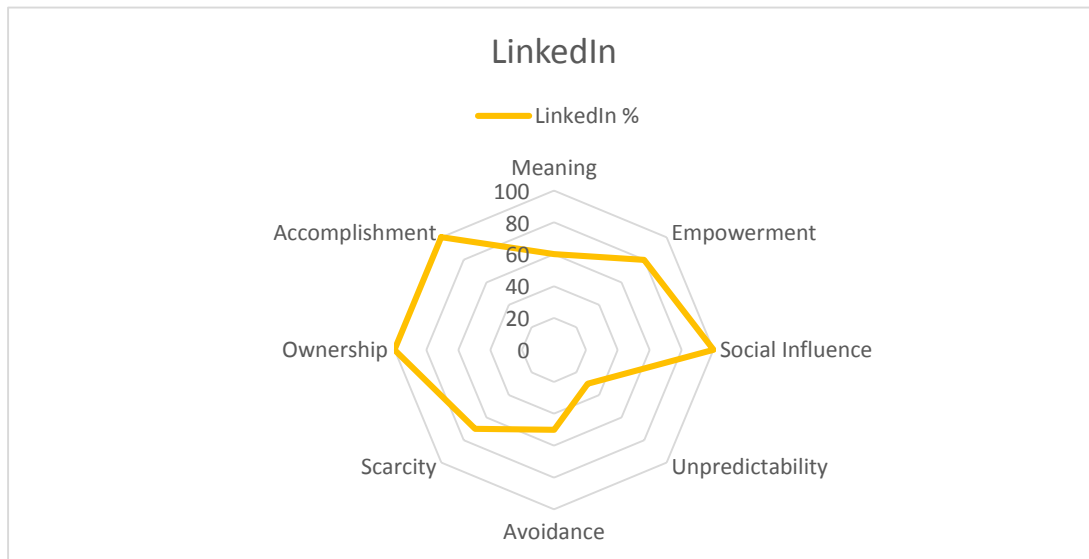 LinkedIn
LinkedIn %
Meaning
100
Accomplishment
80
Empowerment
60
40
20
Ownership
0
Social Influence
Scarcity
Unpredictability
Avoidance